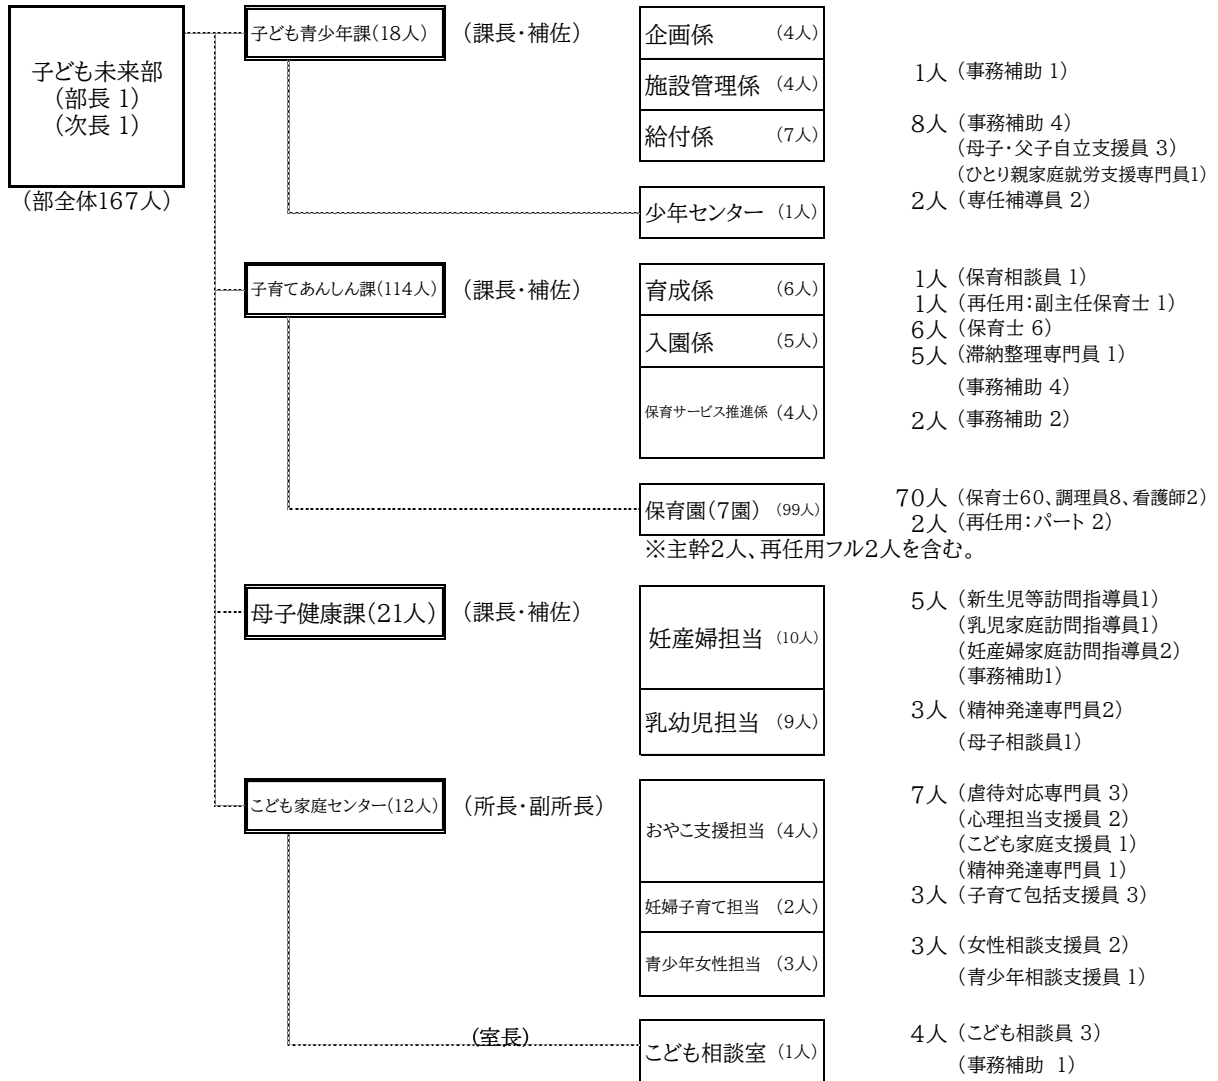 子ども未来部
(部長 1)
(次長 1)
(部全体167人)
子ども青少年課(18人)
(課長・補佐)
企画係 (4人)
施設管理係 (4人)
1人 (事務補助 1)
給付係 (7人)
8人 (事務補助 4)
(母子・父子自立支援員 3)
(ひとり親家庭就労支援専門員1)
少年センター (1人)
2人 (専任補導員 2)
子育てあんしん課(114人)
(課長・補佐)
育成係 (6人)
1人 (保育相談員 1)
1人 (再任用:副主任保育士 1)
6人 (保育士 6)
入園係 (5人)
5人 (滞納整理専門員 1)
(事務補助 4)
保育サービス推進係 (4人)
2人 (事務補助 2)
保育園(7園) (99人)
70人 (保育士60、調理員8、看護師2)
2人 (再任用:パート 2)
※主幹2人、再任用フル2人を含む。
母子健康課(21人)
(課長・補佐)
妊産婦担当 (10人)
5人 (新生児等訪問指導員1)
(乳児家庭訪問指導員1)
(妊産婦家庭訪問指導員2)
(事務補助1)
乳幼児担当 (9人)
3人 (精神発達専門員2)
(母子相談員1)
こども家庭センター(12人)
(所長・副所長)
おやこ支援担当 (4人)
7人 (虐待対応専門員 3)
(心理担当支援員 2)
(こども家庭支援員 1)
(精神発達専門員 1)
妊婦子育て担当 (2人)
3人 (子育て包括支援員 3)
青少年女性担当 (3人)
3人 (女性相談支援員 2)
(青少年相談支援員 1)
(室長)
こども相談室 (1人)
4人 (こども相談員 3)
(事務補助 1)